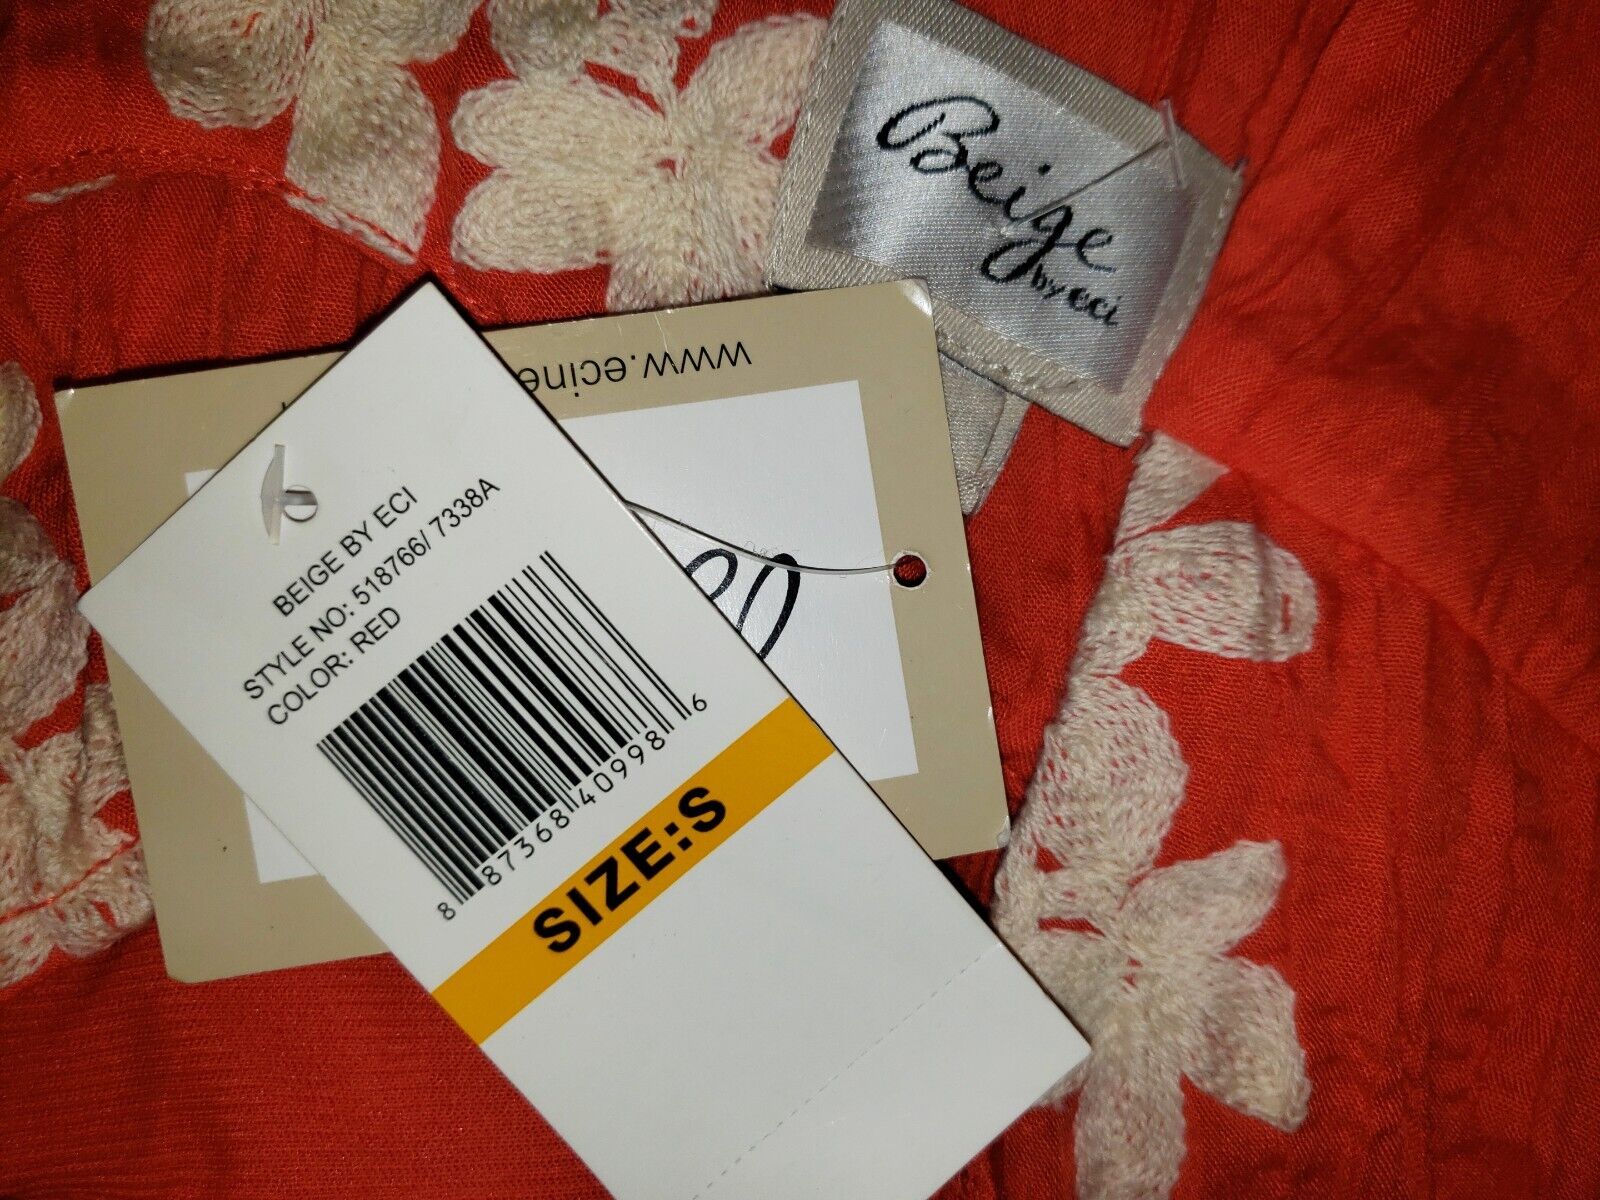 Beige
by eci
www.ecine
BEIGE BY ECI
STYLE NO: 518766/ 7338A
COLOR: RED
8 87368 40998 6
SIZE:S